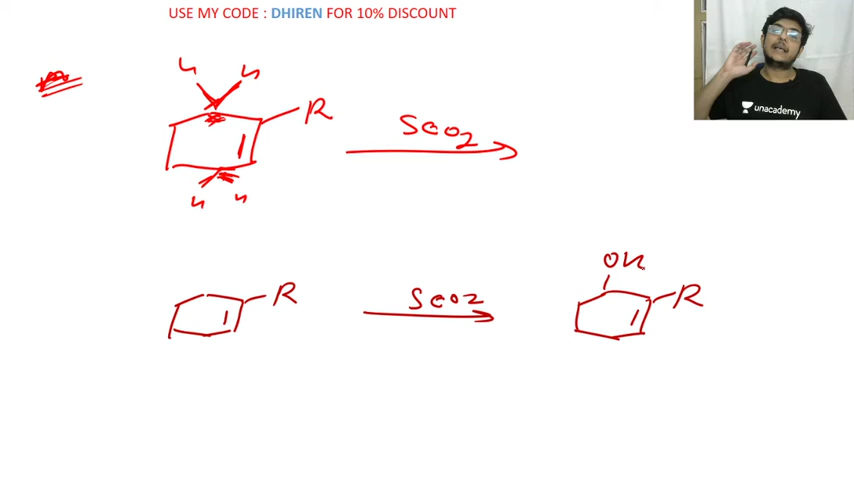 USE MY CODE : DHIREN FOR 10% DISCOUNT
H H
R
SeO2
H H
unacademy
R
SeO2
OH
R